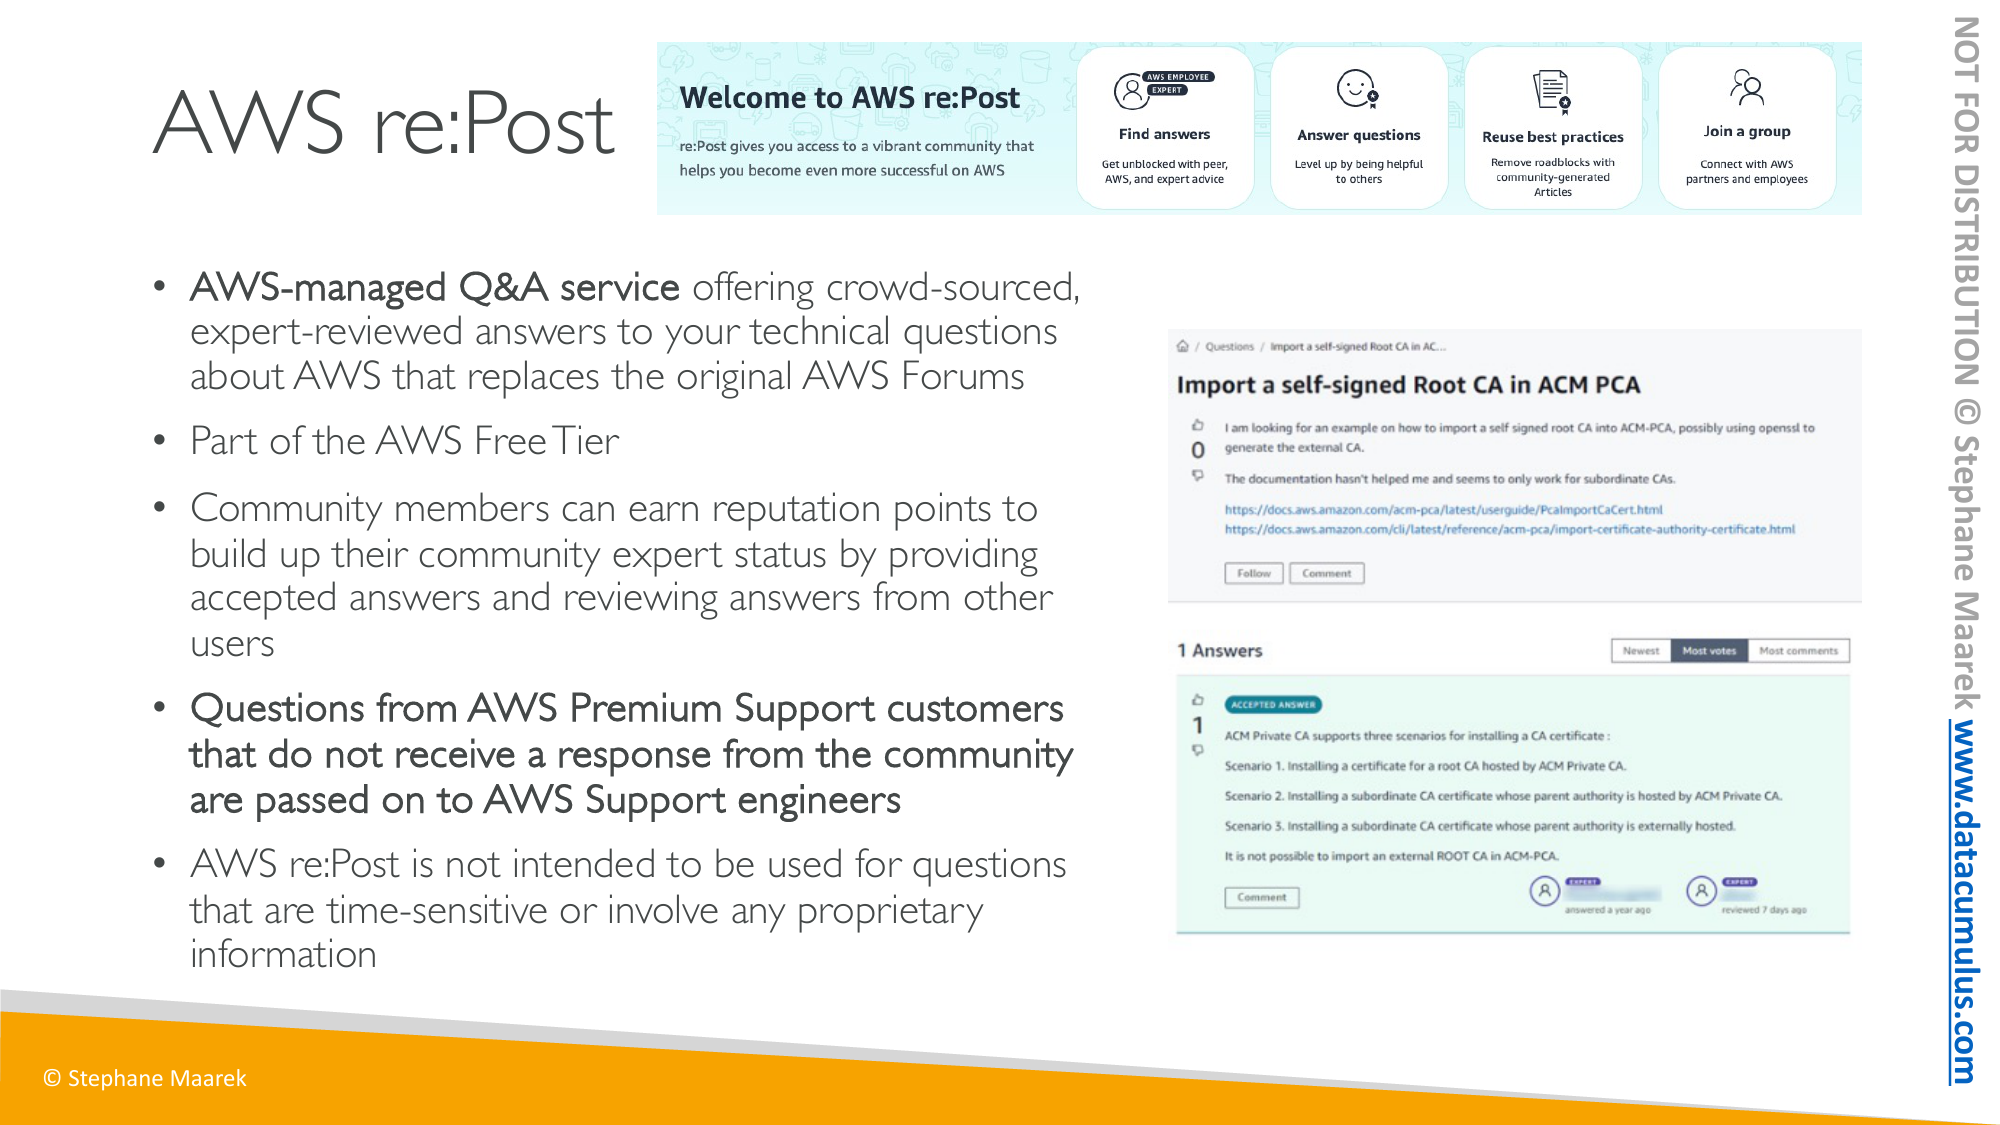 AWS re:Post
Welcome to AWS re:Post
re:Post gives you access to a vibrant community that
helps you become even more successful on AWS
AWS EMPLOYEE
EXPERT
Find answers
Get unblocked with peer,
AWS, and expert advice
Answer questions
Level up by being helpful
to others
Reuse best practices
Remove roadblocks with
community-generated
Articles
Join a group
Connect with AWS
partners and employees
• AWS-managed Q&A service offering crowd-sourced,
expert-reviewed answers to your technical questions
about AWS that replaces the original AWS Forums
• Part of the AWS Free Tier
• Community members can earn reputation points to
build up their community expert status by providing
accepted answers and reviewing answers from other
users
• Questions from AWS Premium Support customers
that do not receive a response from the community
are passed on to AWS Support engineers
• AWS re:Post is not intended to be used for questions
that are time-sensitive or involve any proprietary
information
/ Questions / Import a self-signed Root CA in AC...
Import a self-signed Root CA in ACM PCA
I am looking for an example on how to import a self signed root CA into ACM-PCA, possibly using openssl to
generate the external CA.
0
The documentation hasn't helped me and seems to only work for subordinate CAs.
https://docs.aws.amazon.com/acm-pca/latest/userguide/PcaImportCaCert.html
https://docs.aws.amazon.com/cli/latest/reference/acm-pca/import-certificate-authority-certificate.html
Follow Comment
1 Answers
Newest Most votes Most comments
ACCEPTED ANSWER
1
ACM Private CA supports three scenarios for installing a CA certificate :
Scenario 1. Installing a certificate for a root CA hosted by ACM Private CA.
Scenario 2. Installing a subordinate CA certificate whose parent authority is hosted by ACM Private CA.
Scenario 3. Installing a subordinate CA certificate whose parent authority is externally hosted.
It is not possible to import an external ROOT CA in ACM-PCA.
Comment
EXPERT
answered a year ago
EXPERT
reviewed 7 days ago
© Stephane Maarek
NOT FOR DISTRIBUTION © Stephane Maarek www.datacumulus.com